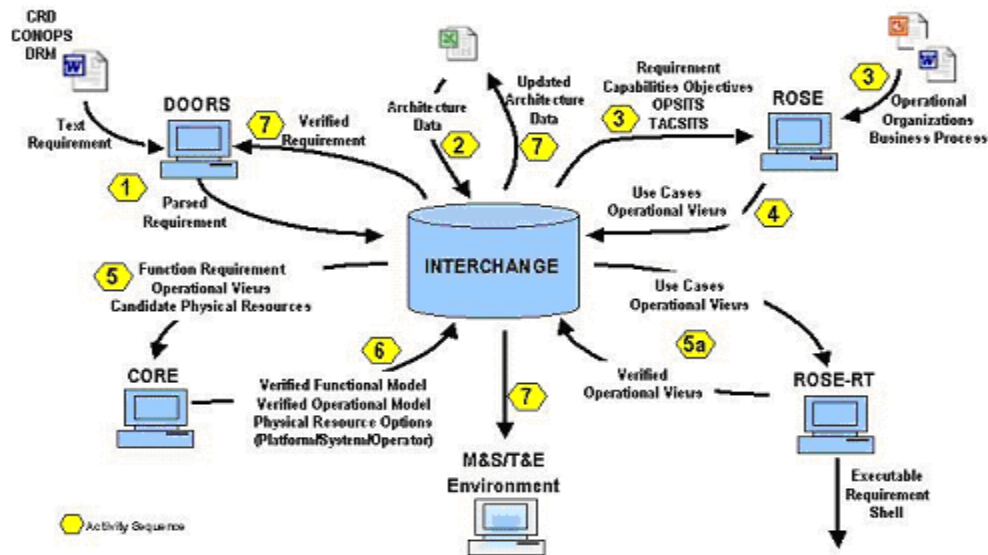 CRD
CONOPS
DRM
DOORS
Text
Requirement
7
Verified
Requirement
1
Parsed
Requirement
Architecture
Data
2
Updated
Architecture
Data
7
Requirement
Capabilities Objectives
OPSITS
TACSITS
3
ROSE
3
Operational
Organizations
Business Process
Use Cases
Operational Views
4
INTERCHANGE
5
Function Requirement
Operational Views
Candidate Physical Resources
CORE
6
Verified Functional Model
Verified Operational Model
Physical Resource Options
(Platform/System/Operator)
7
M&S/T&E
Environment
Use Cases
Operational Views
5a
Verified
Operational Views
ROSE-RT
Executable
Requirement
Shell
Activity Sequence